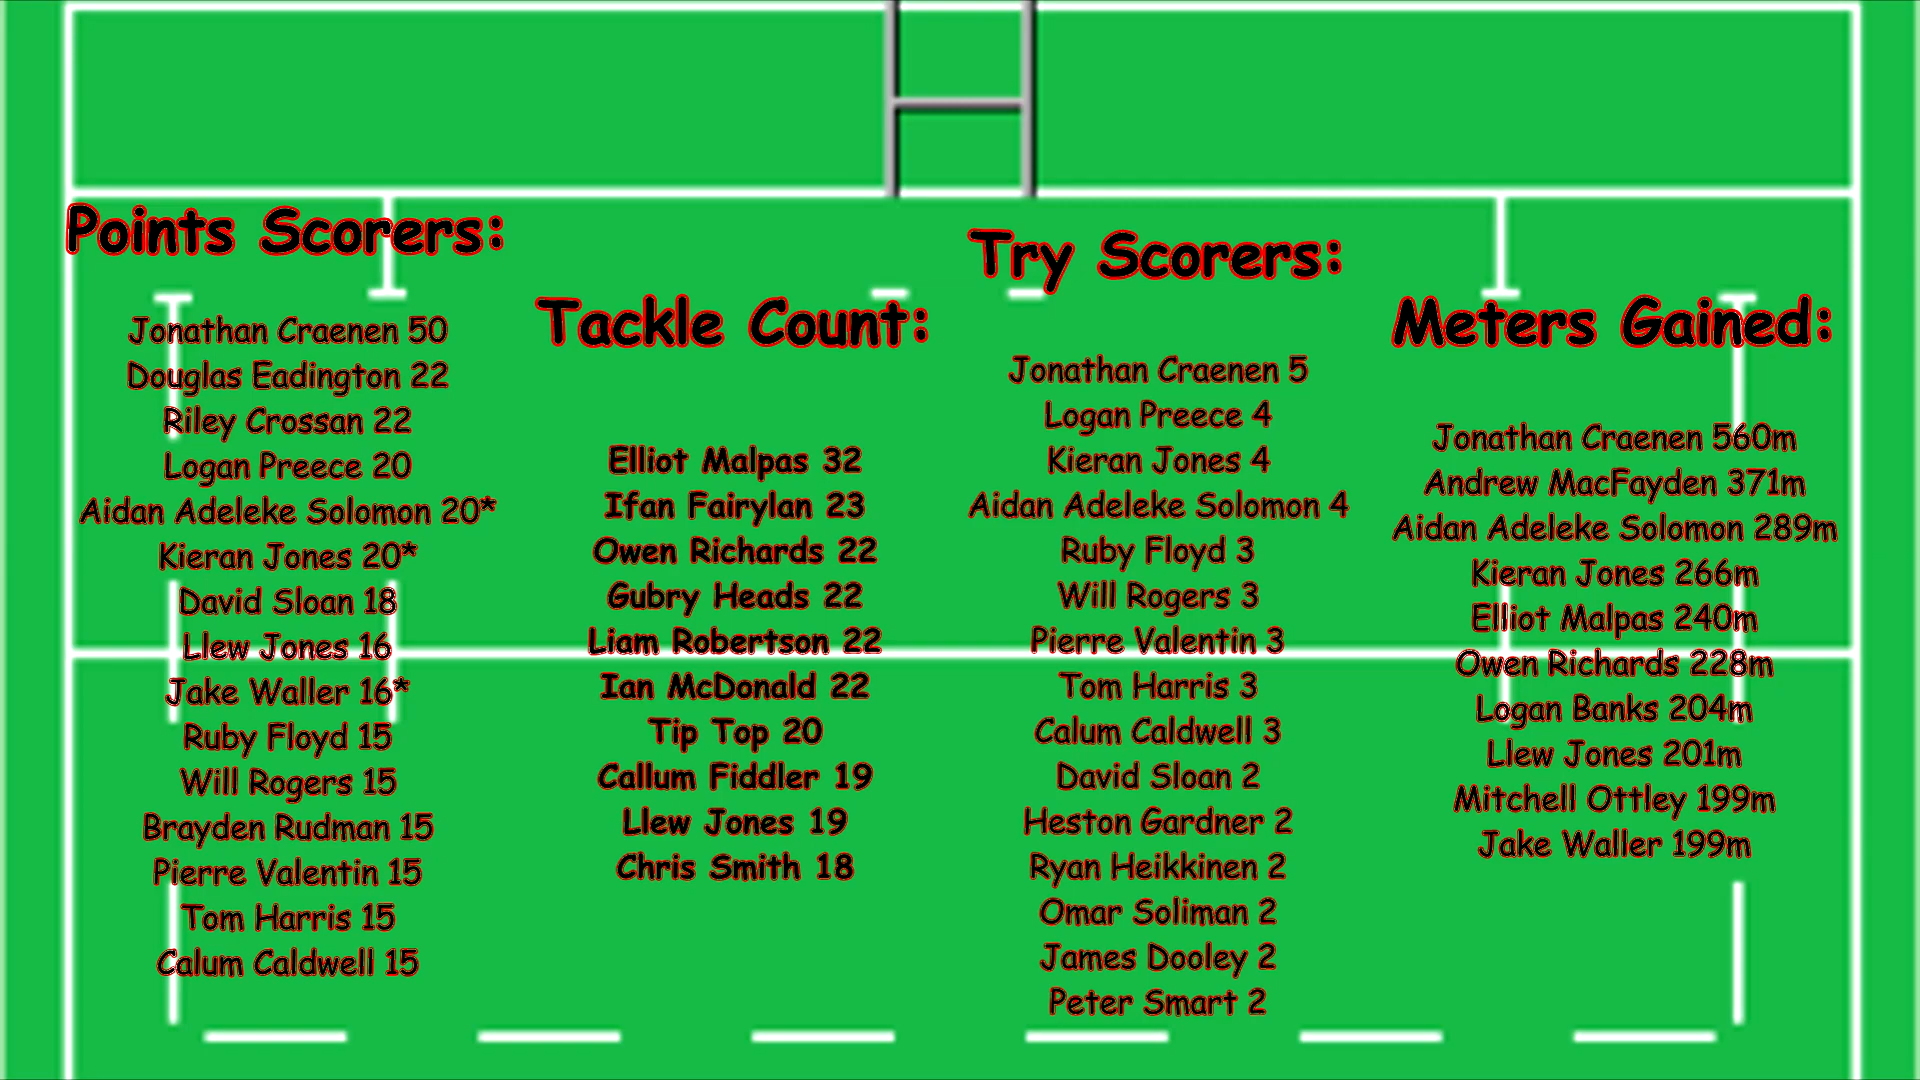 Points Scorers:
Jonathan Craenen 50
Douglas Eadington 22
Riley Crossan 22
Logan Preece 20
Aidan Adeleke Solomon 20*
Kieran Jones 20*
David Sloan 18
Llew Jones 16
Jake Waller 16*
Ruby Floyd 15
Will Rogers 15
Brayden Rudman 15
Pierre Valentin 15
Tom Harris 15
Calum Caldwell 15
Tackle Count:
Elliot Malpas 32
Ifan Fairylan 23
Owen Richards 22
Gubry Heads 22
Liam Robertson 22
Ian McDonald 22
Tip Top 20
Callum Fiddler 19
Llew Jones 19
Chris Smith 18
Try Scorers:
Jonathan Craenen 5
Logan Preece 4
Kieran Jones 4
Aidan Adeleke Solomon 4
Ruby Floyd 3
Will Rogers 3
Pierre Valentin 3
Tom Harris 3
Calum Caldwell 3
David Sloan 2
Heston Gardner 2
Ryan Heikkinen 2
Omar Soliman 2
James Dooley 2
Peter Smart 2
Meters Gained:
Jonathan Craenen 560m
Andrew MacFayden 371m
Aidan Adeleke Solomon 289m
Kieran Jones 266m
Elliot Malpas 240m
Owen Richards 228m
Logan Banks 204m
Llew Jones 201m
Mitchell Ottley 199m
Jake Waller 199m